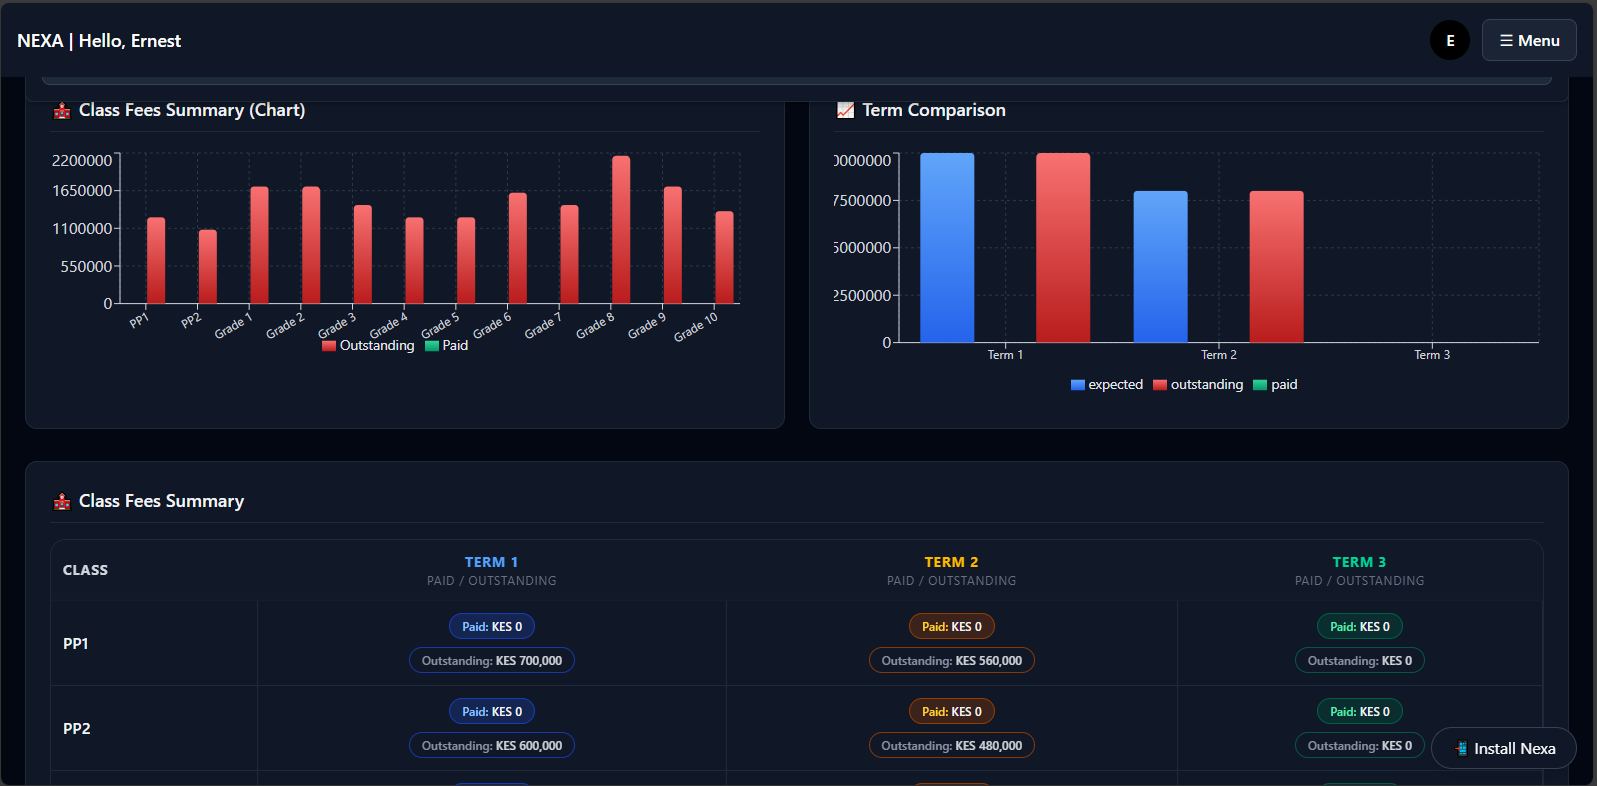 NEXA | Hello, Ernest
E
☰ Menu
Class Fees Summary (Chart)
2200000
1650000
1100000
550000
0
PP1
PP2
Grade 1
Grade 2
Grade 3
Grade 4
Grade 5
Grade 6
Grade 7
Grade 8
Grade 9
Grade 10
Outstanding
Paid
Term Comparison
0000000
7500000
5000000
2500000
0
Term 1
Term 2
Term 3
expected
outstanding
paid
Class Fees Summary
CLASS
TERM 1
PAID / OUTSTANDING
TERM 2
PAID / OUTSTANDING
TERM 3
PAID / OUTSTANDING
PP1
Paid: KES 0
Outstanding: KES 700,000
Paid: KES 0
Outstanding: KES 560,000
Paid: KES 0
Outstanding: KES 0
PP2
Paid: KES 0
Outstanding: KES 600,000
Paid: KES 0
Outstanding: KES 480,000
Paid: KES 0
Outstanding: KES 0
Install Nexa